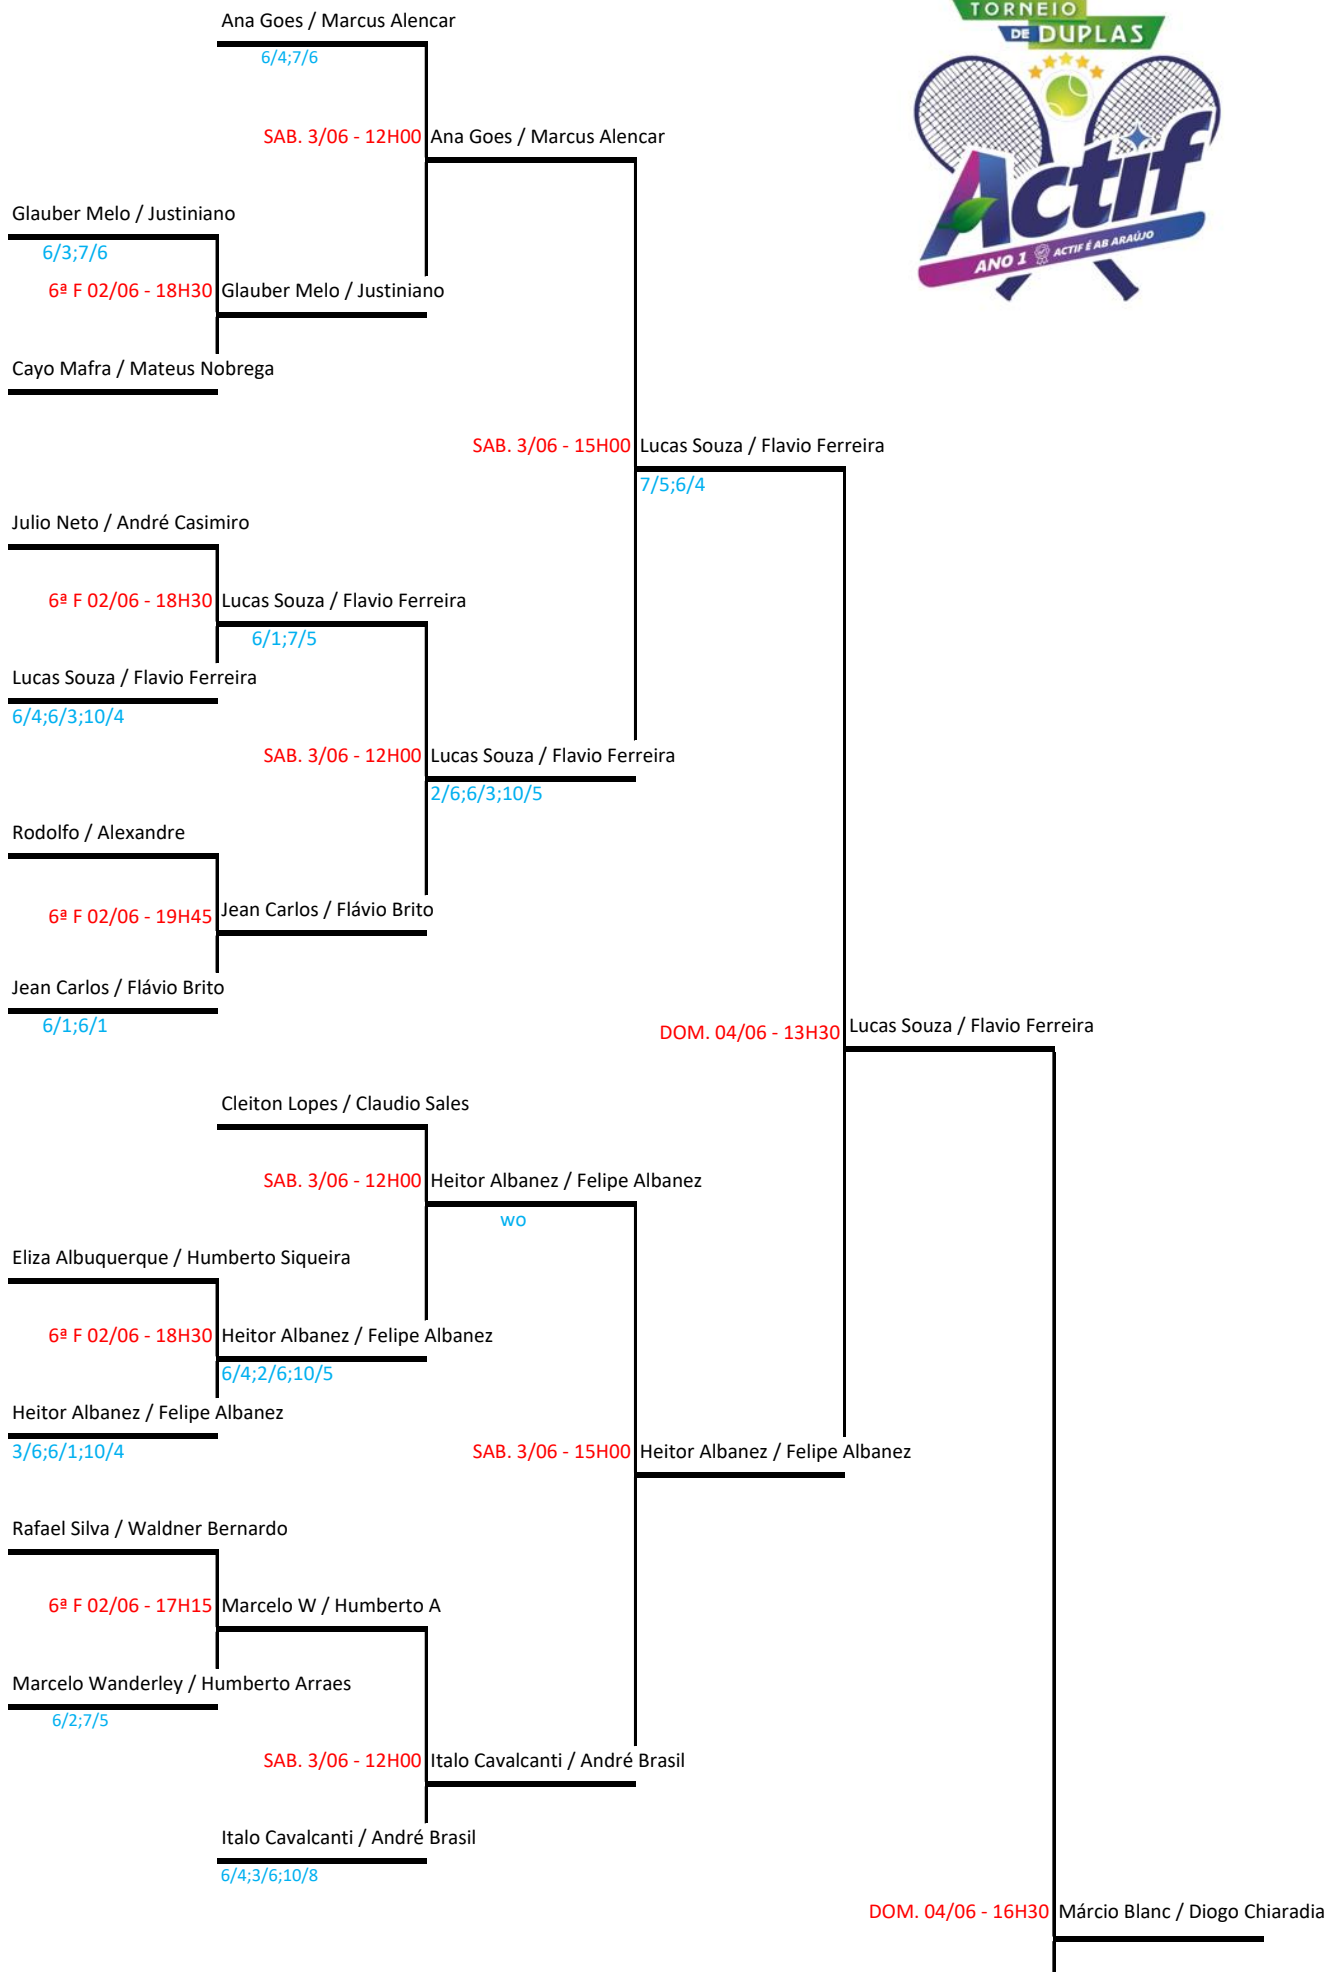 Ana Goes / Marcus Alencar
6/4;7/6
TORNEIO
DE DUPLAS
Actif
ANO 1 ACTIF É AB ARAÚJO
SAB. 3/06 - 12H00 Ana Goes / Marcus Alencar
Glauber Melo / Justiniano
6/3;7/6
6ª F 02/06 - 18H30 Glauber Melo / Justiniano
Cayo Mafra / Mateus Nobrega
SAB. 3/06 - 15H00 Lucas Souza / Flavio Ferreira
7/5;6/4
Julio Neto / André Casimiro
6ª F 02/06 - 18H30 Lucas Souza / Flavio Ferreira
6/1;7/5
Lucas Souza / Flavio Ferreira
6/4;6/3;10/4
SAB. 3/06 - 12H00 Lucas Souza / Flavio Ferreira
2/6;6/3;10/5
Rodolfo / Alexandre
6ª F 02/06 - 19H45 Jean Carlos / Flávio Brito
Jean Carlos / Flávio Brito
6/1;6/1
DOM. 04/06 - 13H30 Lucas Souza / Flavio Ferreira
Cleiton Lopes / Claudio Sales
SAB. 3/06 - 12H00 Heitor Albanez / Felipe Albanez
wo
Eliza Albuquerque / Humberto Siqueira
6ª F 02/06 - 18H30 Heitor Albanez / Felipe Albanez
6/4;2/6;10/5
Heitor Albanez / Felipe Albanez
3/6;6/1;10/4
SAB. 3/06 - 15H00 Heitor Albanez / Felipe Albanez
Rafael Silva / Waldner Bernardo
6ª F 02/06 - 17H15 Marcelo W / Humberto A
Marcelo Wanderley / Humberto Arraes
6/2;7/5
SAB. 3/06 - 12H00 Italo Cavalcanti / André Brasil
Italo Cavalcanti / André Brasil
6/4;3/6;10/8
DOM. 04/06 - 16H30 Márcio Blanc / Diogo Chiaradia